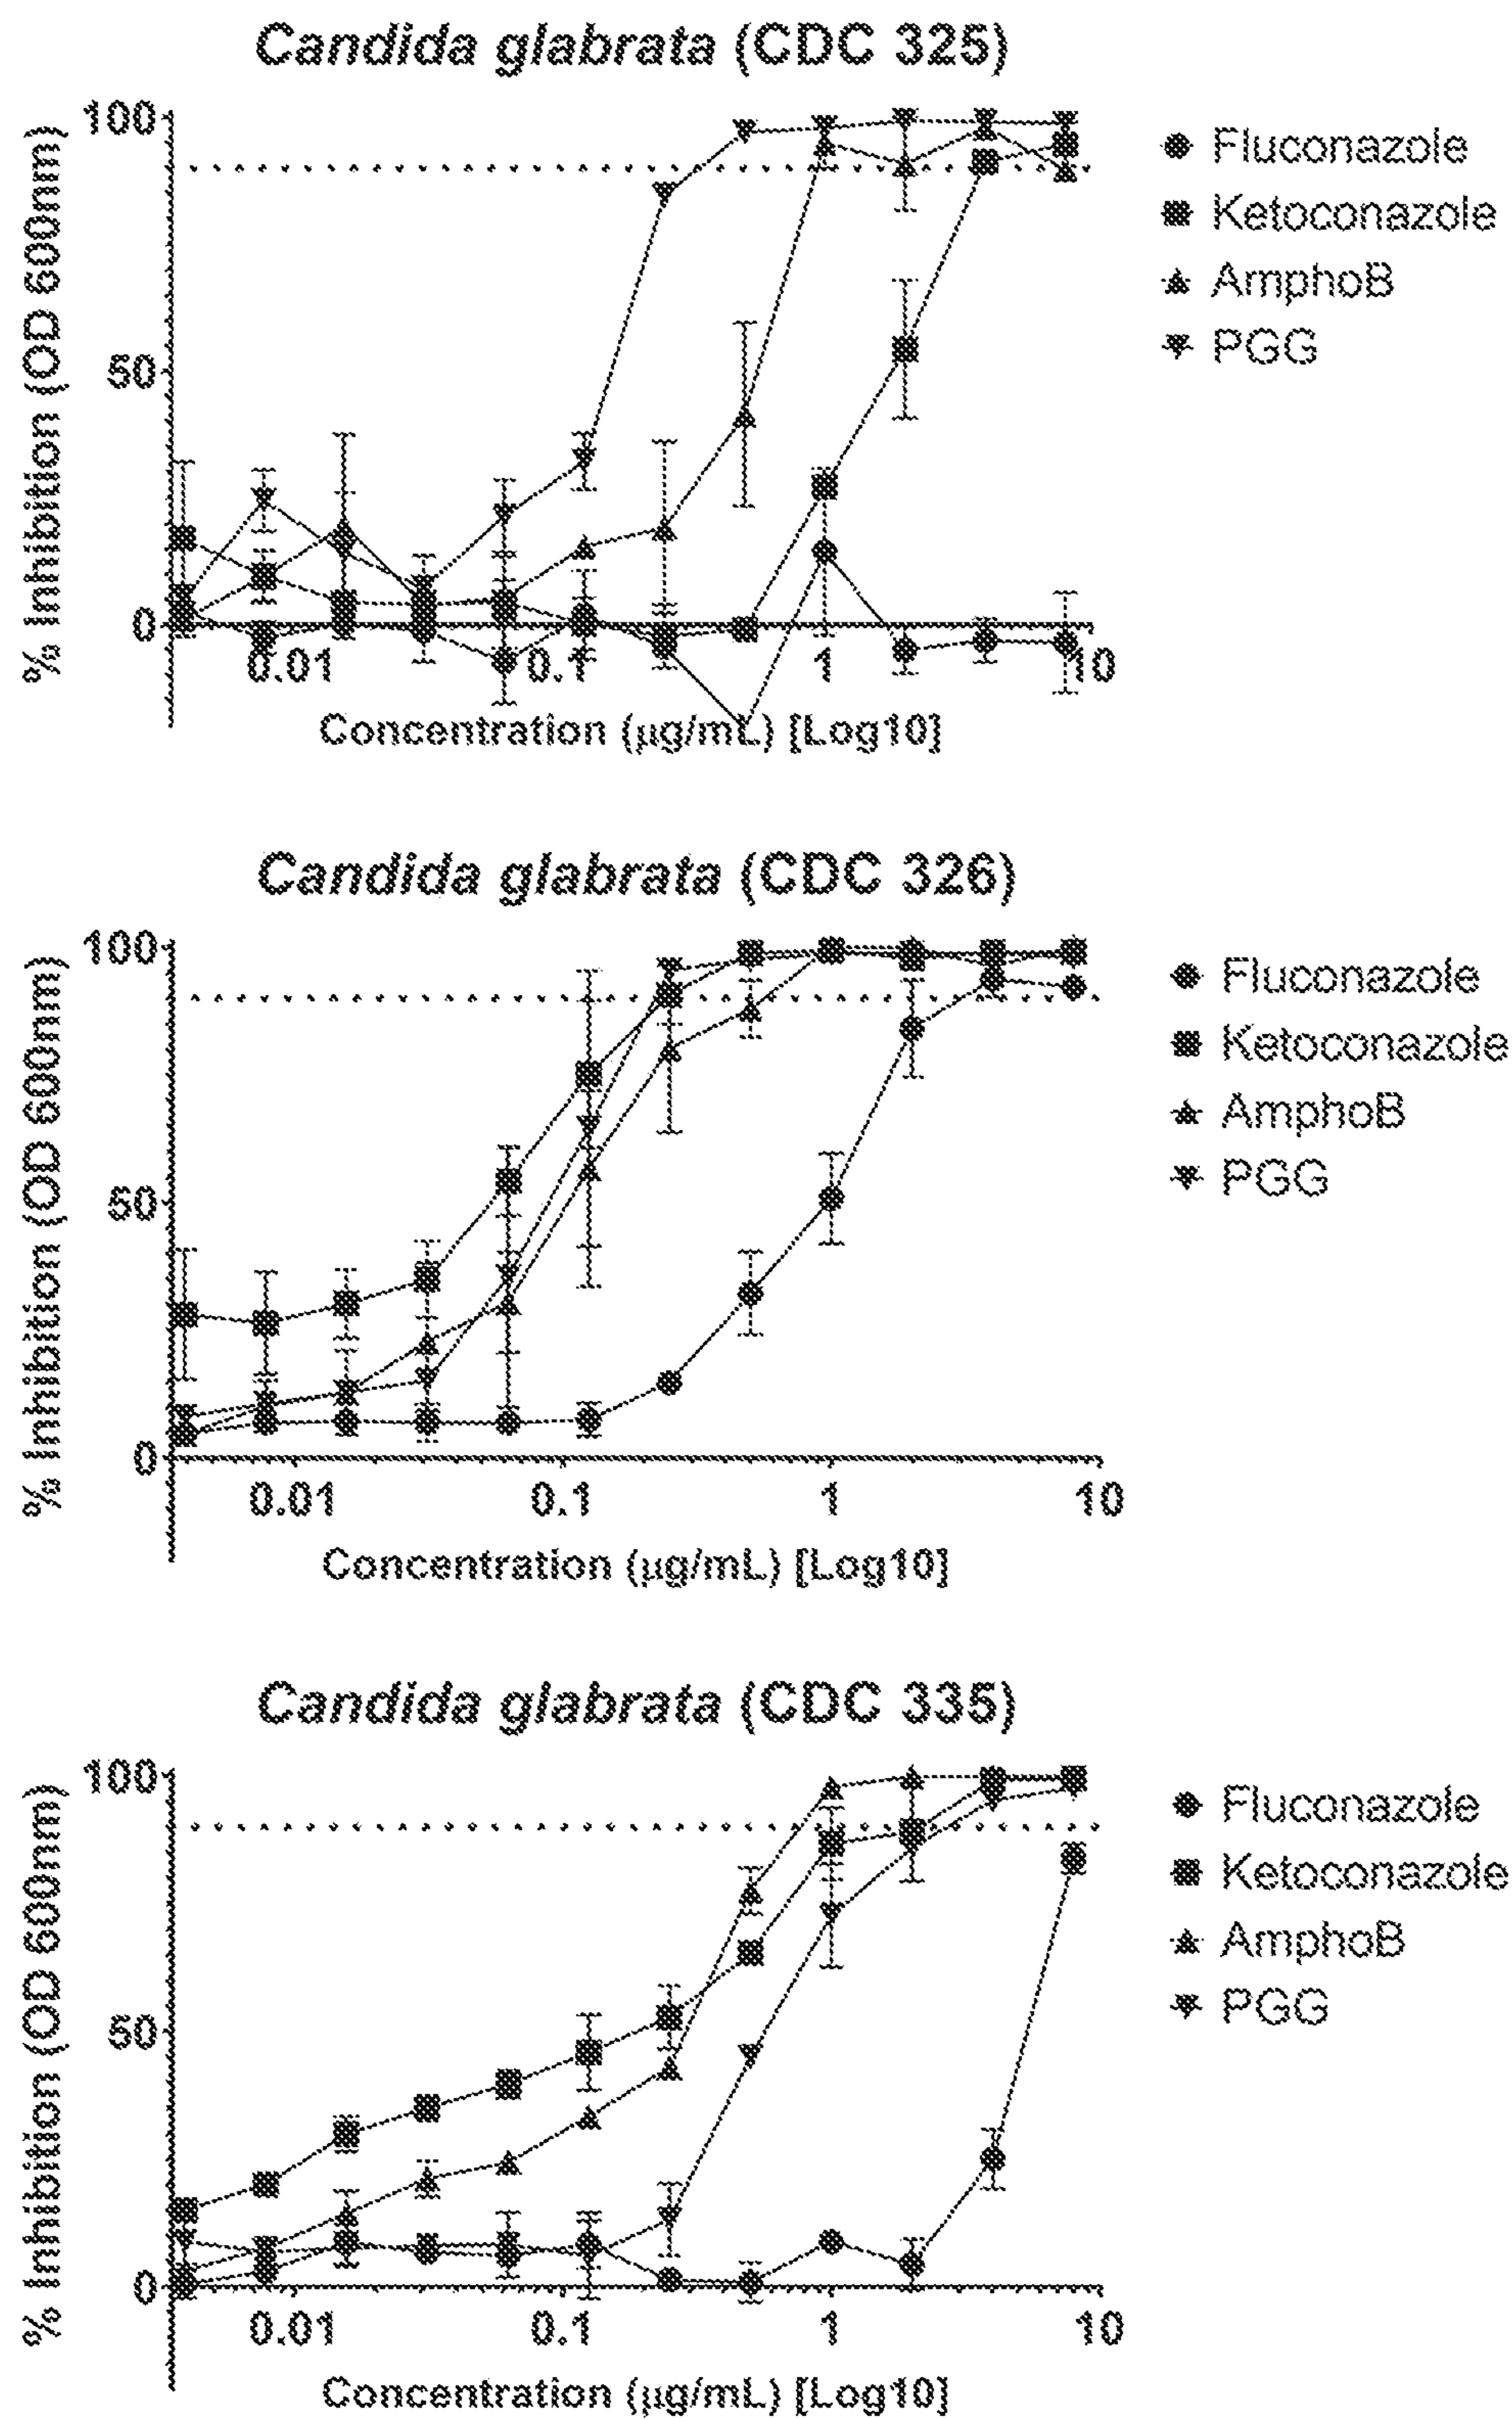 Candida glabrata (CDC 325)
% Inhibition (OD 600nm)
100
50
0
0.01 0.1 1 10
Concentration (µg/mL) [Log10]
Fluconazole
Ketoconazole
AmphoB
PGG
Candida glabrata (CDC 326)
% Inhibition (OD 600nm)
100
50
0
0.01 0.1 1 10
Concentration (µg/mL) [Log10]
Fluconazole
Ketoconazole
AmphoB
PGG
Candida glabrata (CDC 335)
% Inhibition (OD 600nm)
100
50
0
0.01 0.1 1 10
Concentration (µg/mL) [Log10]
Fluconazole
Ketoconazole
AmphoB
PGG